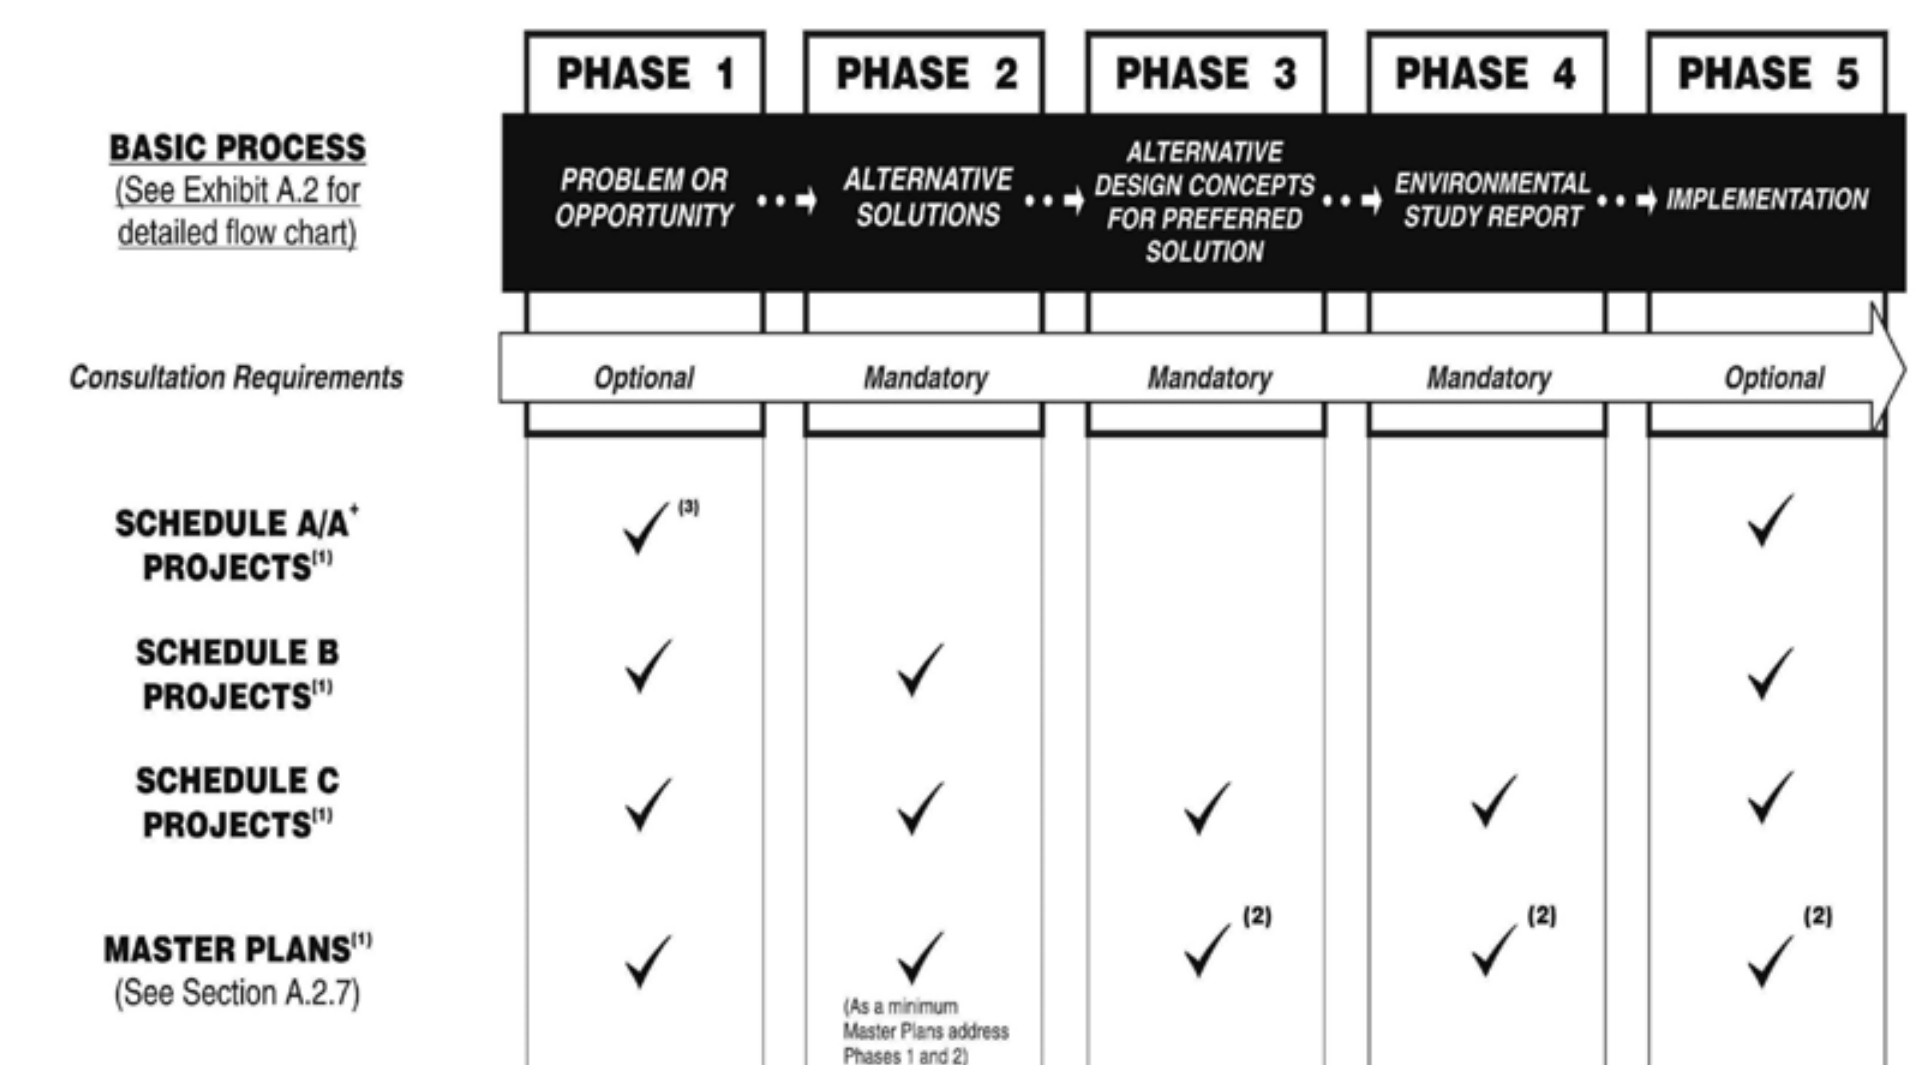 PHASE 1
PHASE 2
PHASE 3
PHASE 4
PHASE 5
BASIC PROCESS
(See Exhibit A.2 for
detailed flow chart)
PROBLEM OR
OPPORTUNITY
ALTERNATIVE
SOLUTIONS
ALTERNATIVE
DESIGN CONCEPTS
FOR PREFERRED
SOLUTION
ENVIRONMENTAL
STUDY REPORT
IMPLEMENTATION
Consultation Requirements
Optional
Mandatory
Mandatory
Mandatory
Optional
SCHEDULE A/A+
PROJECTS(1)
(3)
SCHEDULE B
PROJECTS(1)
SCHEDULE C
PROJECTS(1)
MASTER PLANS(1)
(See Section A.2.7)
(As a minimum
Master Plans address
Phases 1 and 2)
(2)
(2)
(2)